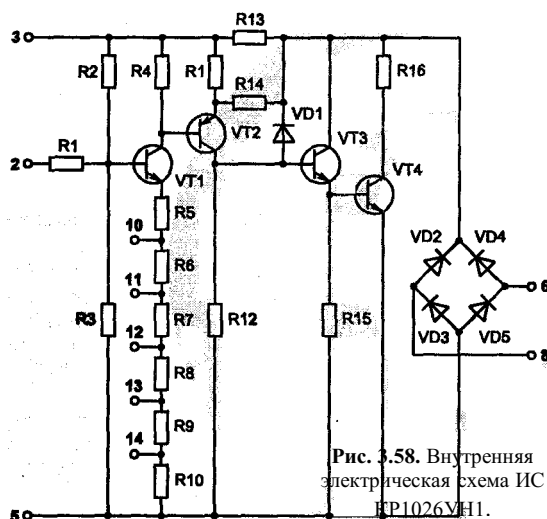 3
R13
R2
R4
R1
R14
R16
VD1
VT2
VT3
2
R1
VT1
VT4
R5
10
R6
11
VD2
VD4
R3
R7
R12
R15
6
12
VD3
VD5
R8
8
13
R9
14
R10
5
Рис. 3.58. Внутренняя
электрическая схема ИС
КР1026УН1.